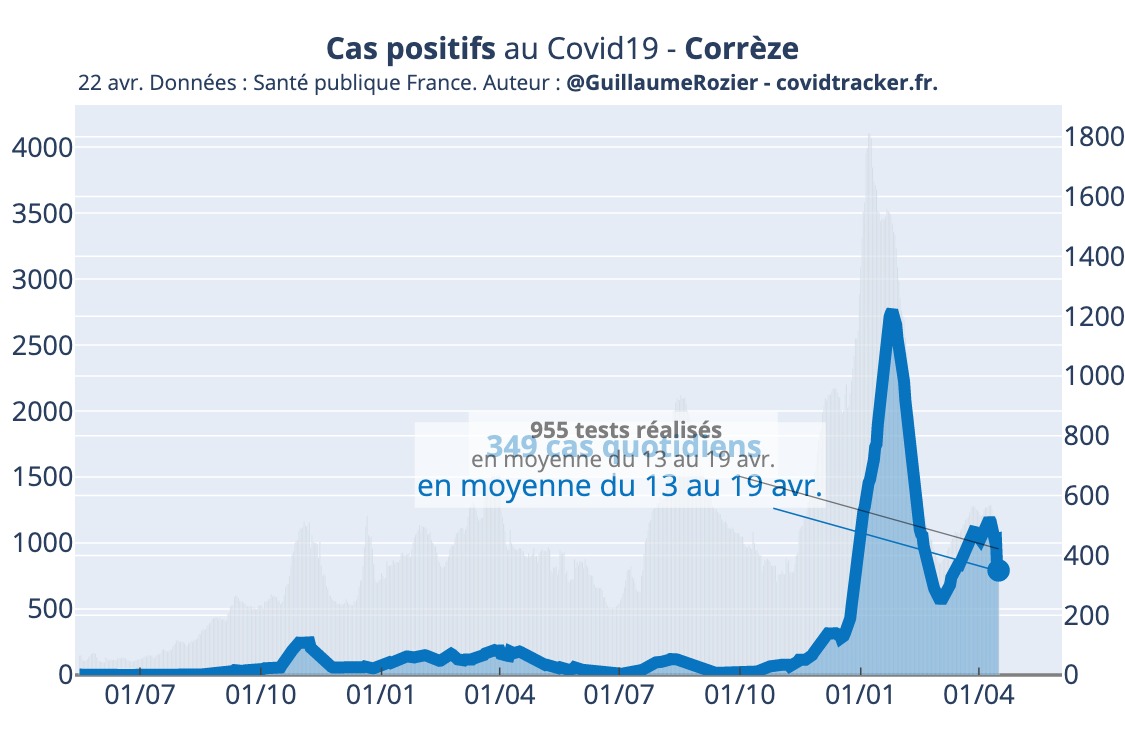 Cas positifs au Covid19 - Corrèze
22 avr. Données : Santé publique France. Auteur : @GuillaumeRozier - covidtracker.fr.
4000
3500
3000
2500
2000
1500
1000
500
0
1800
1600
1400
1200
1000
800
600
400
200
0
955 tests réalisés
en moyenne du 13 au 19 avr.
349 cas quotidiens
en moyenne du 13 au 19 avr.
01/07 01/10 01/01 01/04 01/07 01/10 01/01 01/04